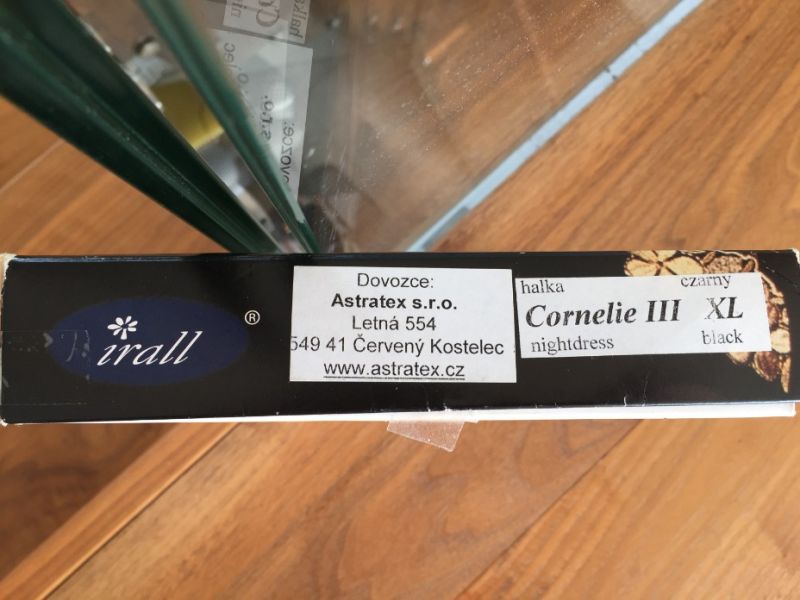 irall ®
Dovozce:
Astratex s.r.o.
Letná 554
549 41 Červený Kostelec
www.astratex.cz
halka czarny
Cornelie III XL
nightdress black